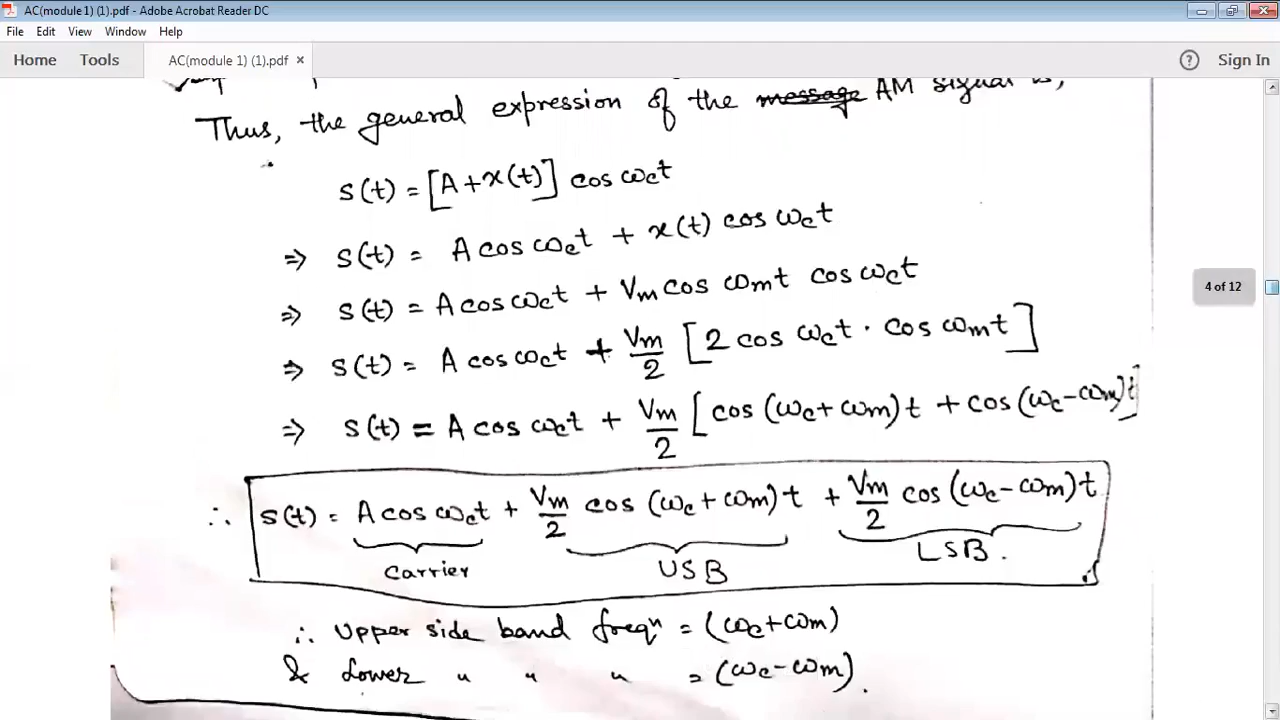 AC(module 1) (1).pdf - Adobe Acrobat Reader DC
File Edit View Window Help
Home Tools AC(module 1) (1).pdf × ? Sign In
Thus, the general expression of the message AM signal is,
s(t) = [A+x(t)] cos ωct
⇒ s(t) = A cos ωct + x(t) cos ωct
⇒ s(t) = A cos ωct + Vm cos ωmt cos ωct
⇒ s(t) = A cos ωct + Vm/2 [2 cos ωct · cos ωmt]
⇒ s(t) = A cos ωct + Vm/2 [cos (ωc+ωm)t + cos (ωc-ωm)t]
∴ s(t) = A cos ωct + Vm/2 cos (ωc+ωm)t + Vm/2 cos (ωc-ωm)t
Carrier USB LSB.
∴ Upper side band freqⁿ = (ωc+ωm)
& Lower " " " = (ωc-ωm).
4 of 12